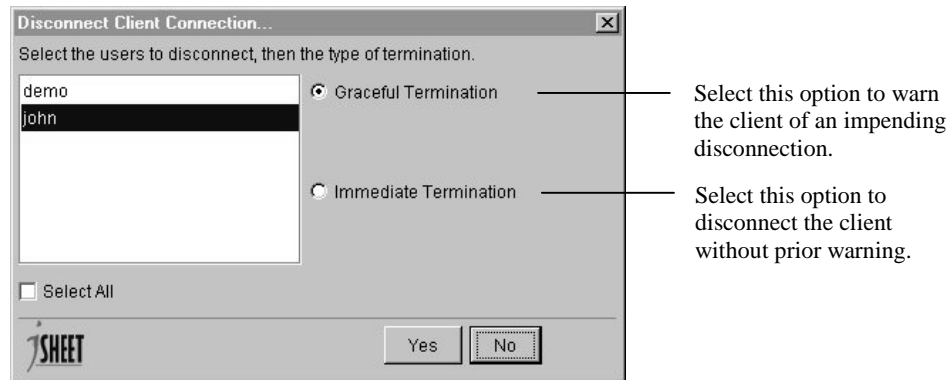 Disconnect Client Connection...
Select the users to disconnect, then the type of termination.
demo
john
Graceful Termination
Immediate Termination
Select All
JSHEET
Yes
No
Select this option to warn
the client of an impending
disconnection.
Select this option to
disconnect the client
without prior warning.